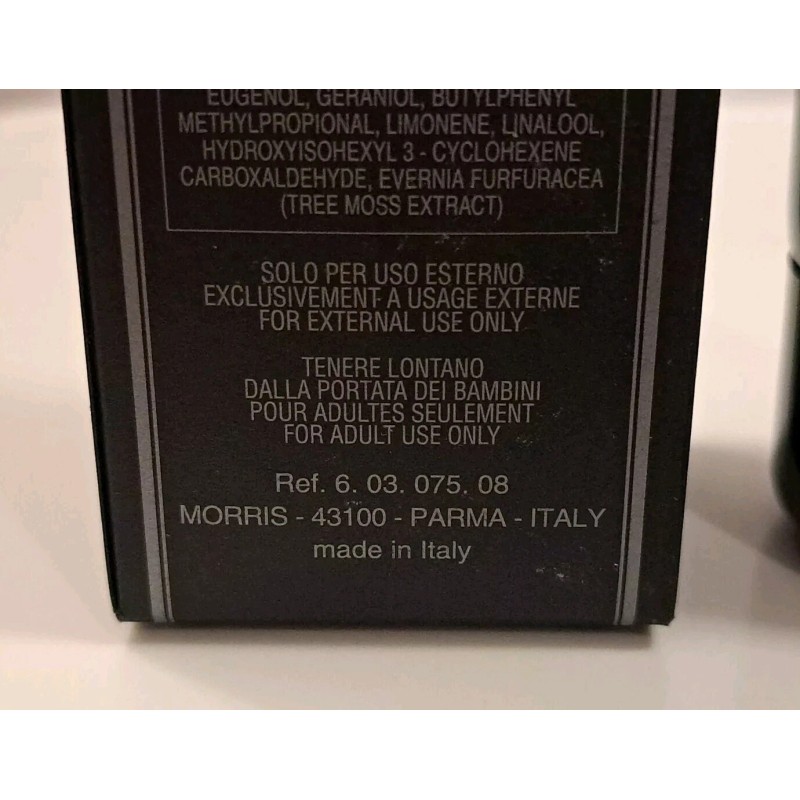 EUGENOL, GERANIOL, BUTYLPHENYL
METHYLPROPIONAL, LIMONENE, LINALOOL,
HYDROXYISOHEXYL 3 - CYCLOHEXENE
CARBOXALDEHYDE, EVERNIA FURFURACEA
(TREE MOSS EXTRACT)
SOLO PER USO ESTERNO
EXCLUSIVEMENT A USAGE EXTERNE
FOR EXTERNAL USE ONLY
TENERE LONTANO
DALLA PORTATA DEI BAMBINI
POUR ADULTES SEULEMENT
FOR ADULT USE ONLY
Ref. 6. 03. 075. 08
MORRIS - 43100 - PARMA - ITALY
made in Italy